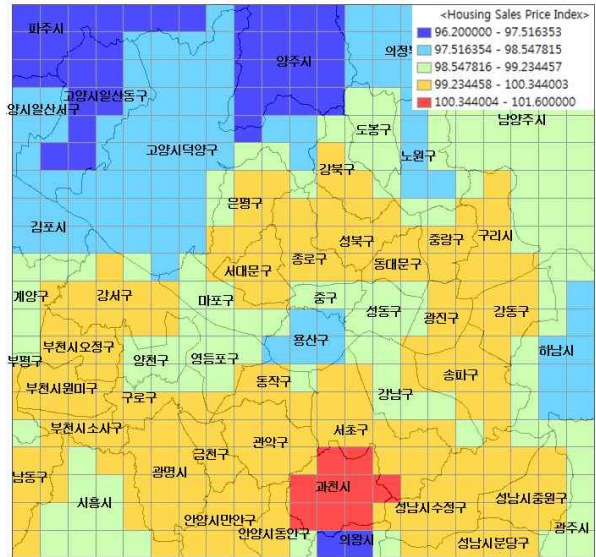 <Housing Sales Price Index>
96.200000 - 97.516353
97.516354 - 98.547815
98.547816 - 99.234457
99.234458 - 100.344003
100.344004 - 101.600000
파주시
양주시
의정부
고양시일산동구
양시일산서구
남양주시
도봉구
고양시덕양구
노원구
강북구
은평구
김포시
성북구
중랑구
구리시
서대문구
종로구
동대문구
계양구
강서구
마포구
중구
성동구
광진구
강동구
부천시오정구
용산구
하남시
부평구
양천구
영등포구
부천시원미구
동작구
송파구
구로구
강남구
부천시소사구
서초구
금천구
관악구
남동구
광명시
과천시
시흥시
성남시중원구
안양시만안구
성남시수정구
안양시동안구
의왕시
성남시분당구
광주시